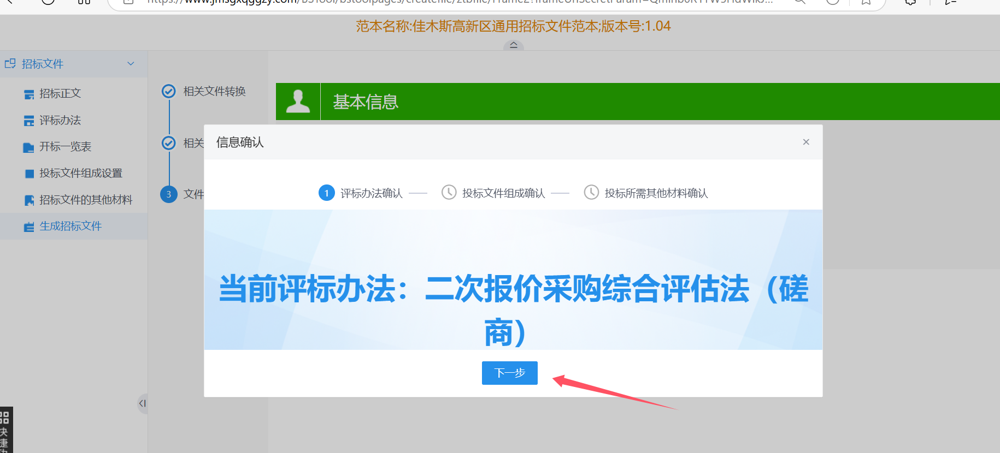 范本名称:佳木斯高新区通用招标文件范本;版本号:1.04
招标文件
招标正文
评标办法
开标一览表
投标文件组成设置
招标文件的其他材料
生成招标文件
相关文件转换
相关
3 文件
基本信息
信息确认
1 评标办法确认
投标文件组成确认
投标所需其他材料确认
当前评标办法：二次报价采购综合评估法（磋
商）
下一步
快
捷